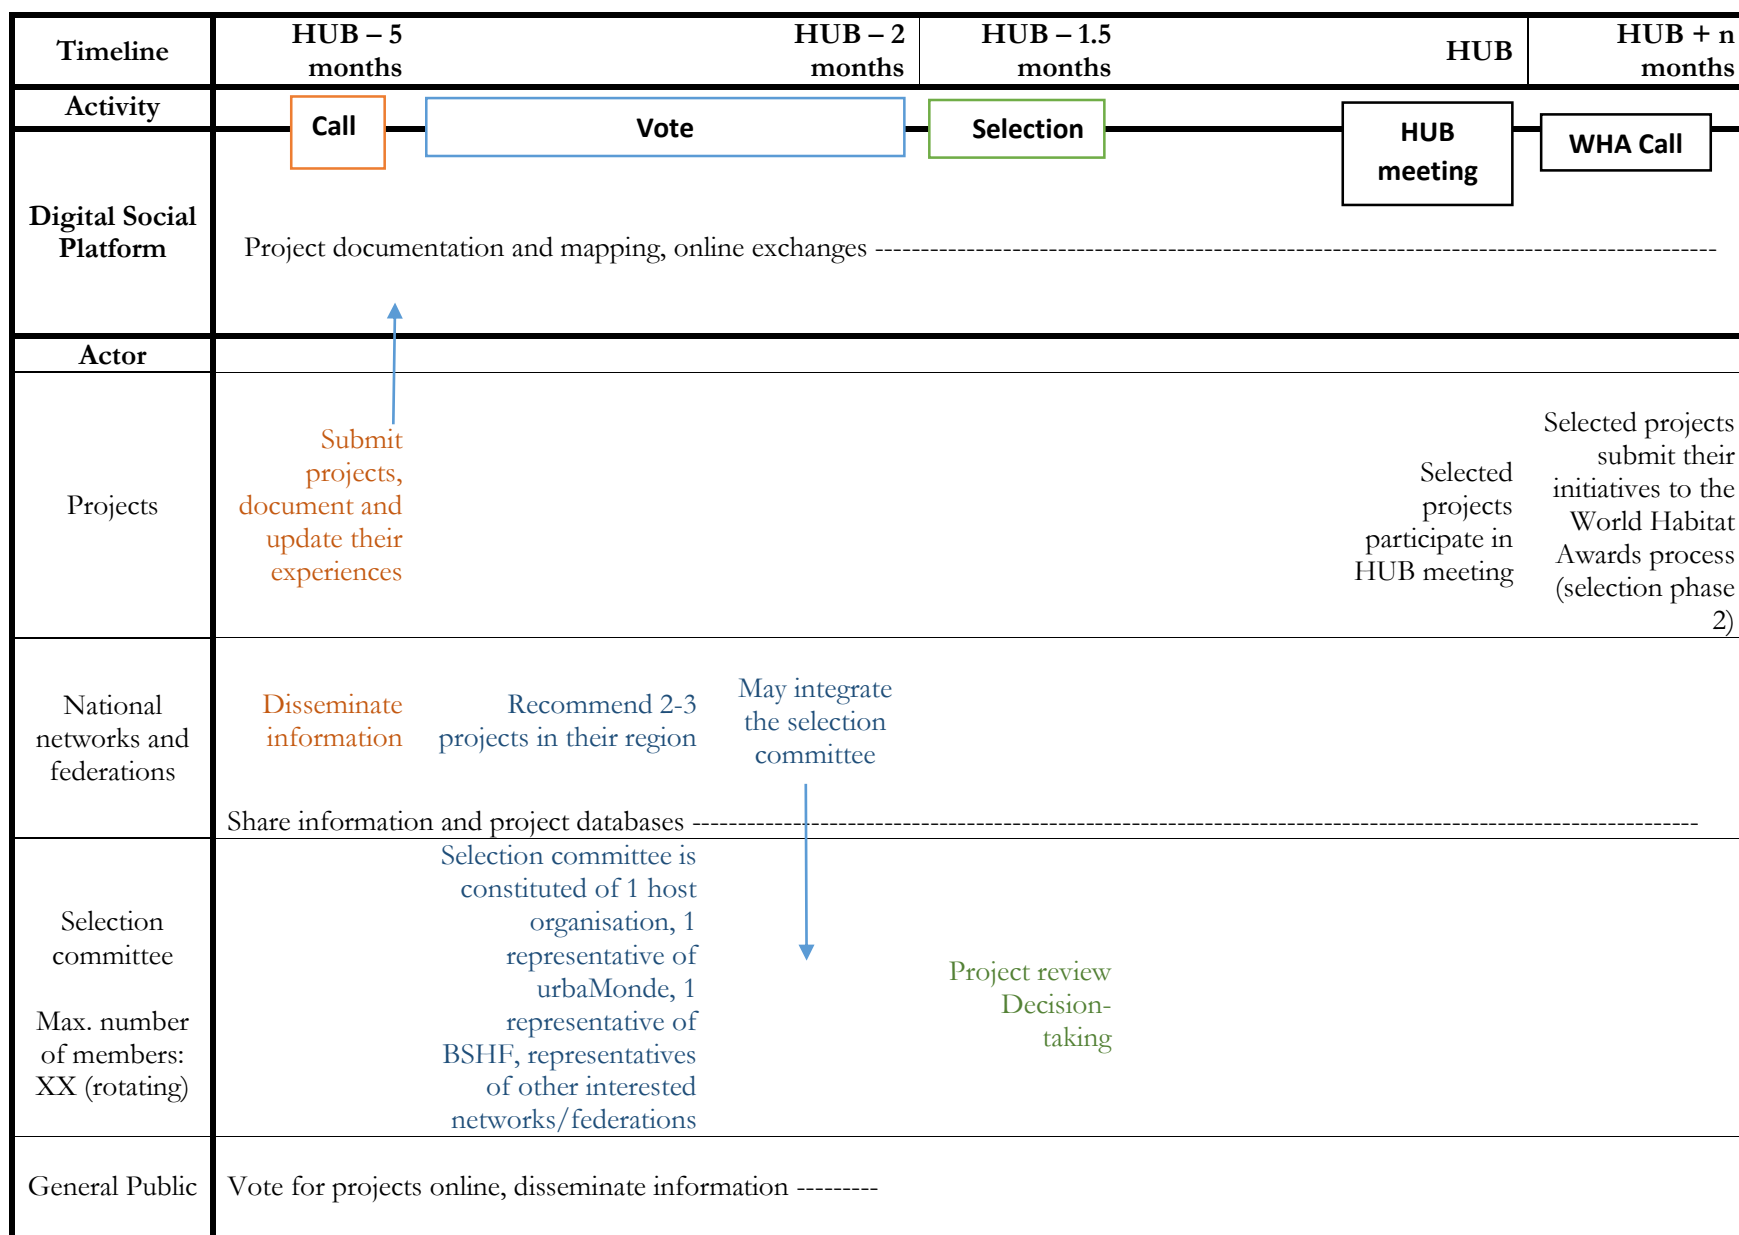 Timeline
HUB – 5
months
HUB – 2
months
HUB – 1.5
months
HUB
HUB + n
months
Activity
Call
Vote
Selection
HUB
meeting
WHA Call
Digital Social
Platform
Project documentation and mapping, online exchanges --------------------------------------------------------------------------------------------
Actor
Projects
Submit
projects,
document and
update their
experiences
Selected
projects
participate in
HUB meeting
Selected projects
submit their
initiatives to the
World Habitat
Awards process
(selection phase
2)
National
networks and
federations
Disseminate
information
Recommend 2-3
projects in their region
May integrate
the selection
committee
Share information and project databases --------------------------------------------------------------------------------------------------------------
Selection
committee
Max. number
of members:
XX (rotating)
Selection committee is
constituted of 1 host
organisation, 1
representative of
urbaMonde, 1
representative of
BSHF, representatives
of other interested
networks/federations
Project review
Decision-
taking
General Public
Vote for projects online, disseminate information ---------